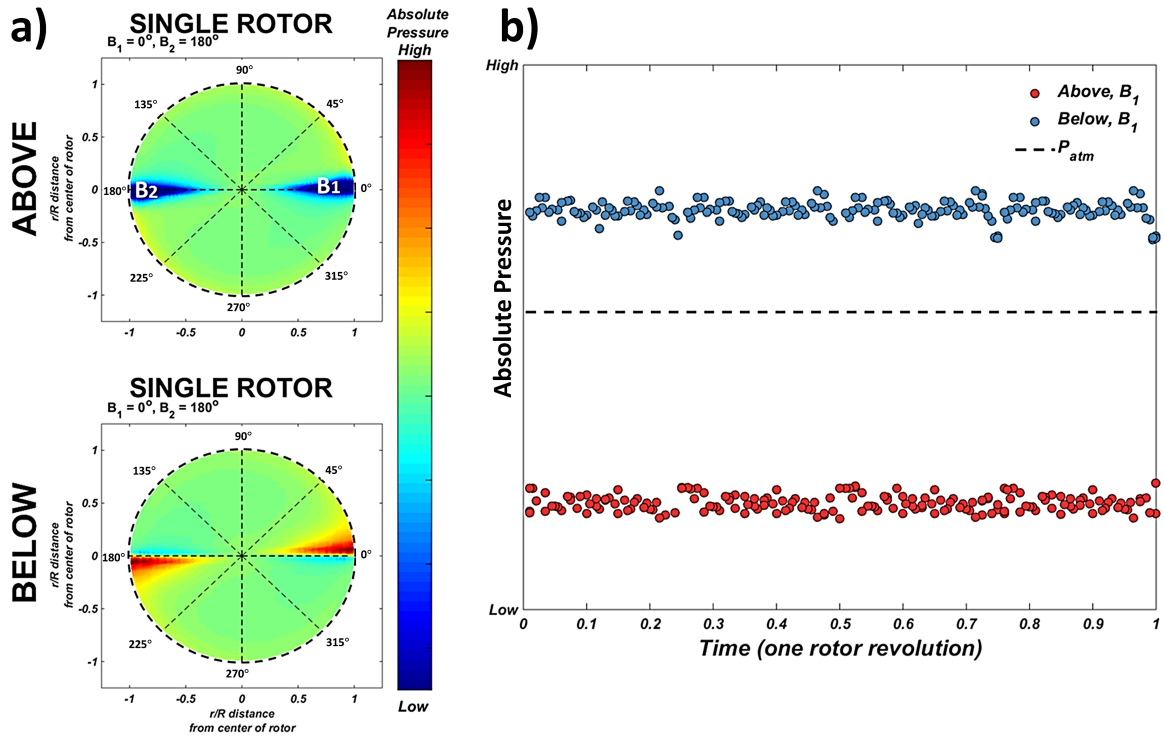 a)
SINGLE ROTOR
B1 = 0°, B2 = 180°
ABOVE
r/R distance
from center of rotor
1
0.5
0
-0.5
-1
90°
135°
45°
180°
B2
B1
0°
225°
315°
270°
-1
-0.5
0
0.5
1
SINGLE ROTOR
B1 = 0°, B2 = 180°
BELOW
r/R distance
from center of rotor
1
0.5
0
-0.5
-1
90°
135°
45°
180°
0°
225°
315°
270°
-1
-0.5
0
0.5
1
r/R distance
from center of rotor
Absolute
Pressure
High
Low
b)
High
Absolute Pressure
Low
Above, B1
Below, B1
Patm
0
0.1
0.2
0.3
0.4
0.5
0.6
0.7
0.8
0.9
1
Time (one rotor revolution)